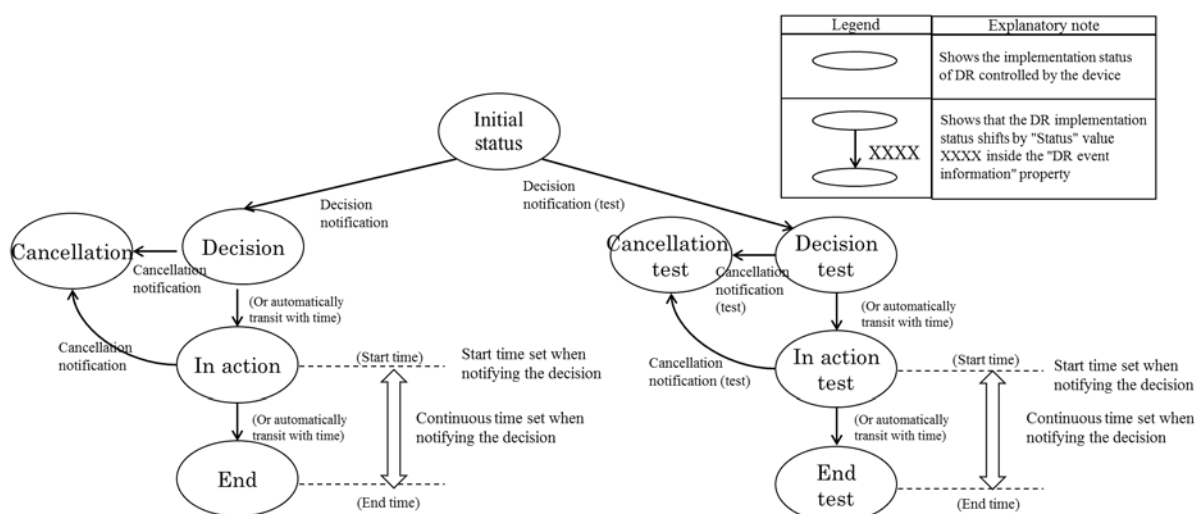 Legend
Explanatory note
Shows the implementation status
of DR controlled by the device
XXXX
Shows that the DR implementation
status shifts by "Status" value
XXXX inside the "DR event
information" property
Initial
status
Decision
notification
Decision
notification (test)
Cancellation
Decision
Cancellation
notification
(Or automatically
transit with time)
Cancellation
notification
In action
(Start time)
Start time set when
notifying the decision
(Or automatically
transit with time)
Continuous time set when
notifying the decision
End
(End time)
Cancellation
test
Decision
test
Cancellation
notification
(test)
(Or automatically
transit with time)
Cancellation
notification (test)
In action
test
(Start time)
Start time set when
notifying the decision
(Or automatically
transit with time)
Continuous time set when
notifying the decision
End
test
(End time)